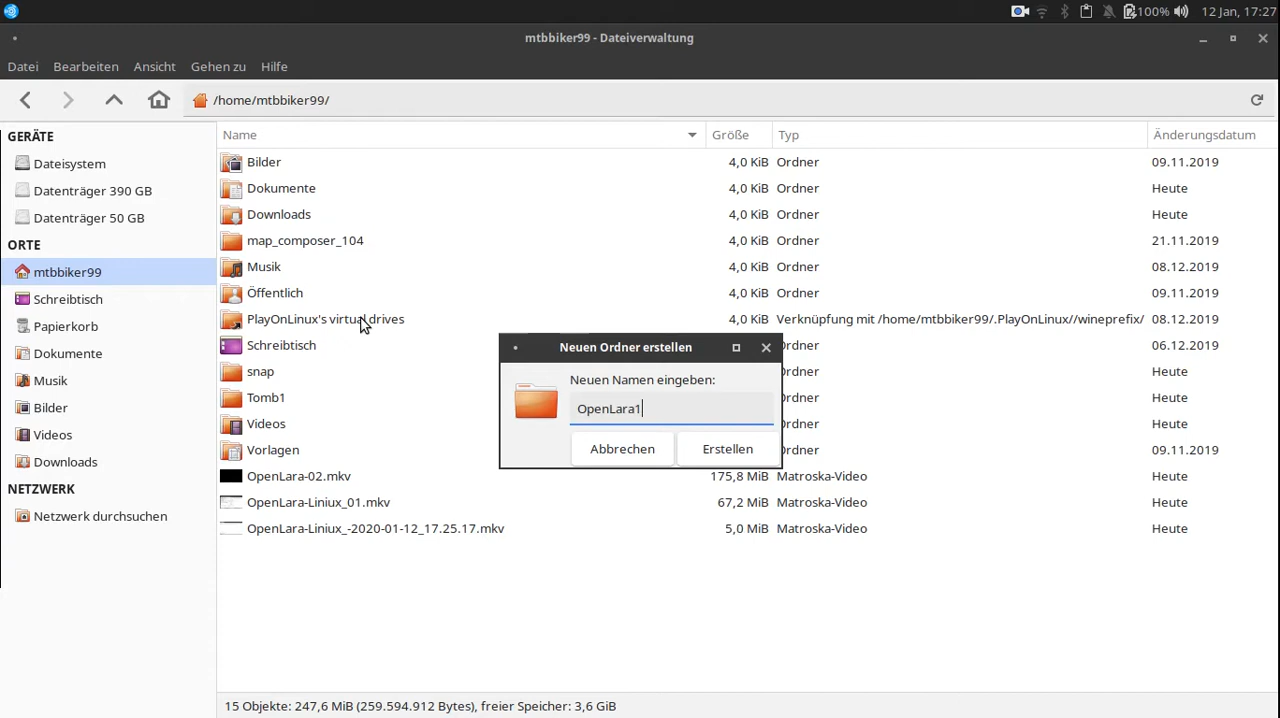 100% 12 Jan, 17:27
mtbbiker99 - Dateiverwaltung
Datei Bearbeiten Ansicht Gehen zu Hilfe
/home/mtbbiker99/
GERÄTE
Dateisystem
Datenträger 390 GB
Datenträger 50 GB
ORTE
mtbbiker99
Schreibtisch
Papierkorb
Dokumente
Musik
Bilder
Videos
Downloads
NETZWERK
Netzwerk durchsuchen
Name Größe Typ Änderungsdatum
Bilder 4,0 KiB Ordner 09.11.2019
Dokumente 4,0 KiB Ordner Heute
Downloads 4,0 KiB Ordner Heute
map_composer_104 4,0 KiB Ordner 21.11.2019
Musik 4,0 KiB Ordner 08.12.2019
Öffentlich 4,0 KiB Ordner 09.11.2019
PlayOnLinux's virtual drives 4,0 KiB Verknüpfung mit /home/mtbbiker99/.PlayOnLinux//wineprefix/ 08.12.2019
Schreibtisch rdner 06.12.2019
snap rdner Heute
Tomb1 rdner Heute
Videos rdner Heute
Vorlagen rdner 09.11.2019
OpenLara-02.mkv 175,8 MiB Matroska-Video Heute
OpenLara-Liniux_01.mkv 67,2 MiB Matroska-Video Heute
OpenLara-Liniux_-2020-01-12_17.25.17.mkv 5,0 MiB Matroska-Video Heute
Neuen Ordner erstellen
Neuen Namen eingeben:
OpenLara1
Abbrechen Erstellen
15 Objekte: 247,6 MiB (259.594.912 Bytes), freier Speicher: 3,6 GiB